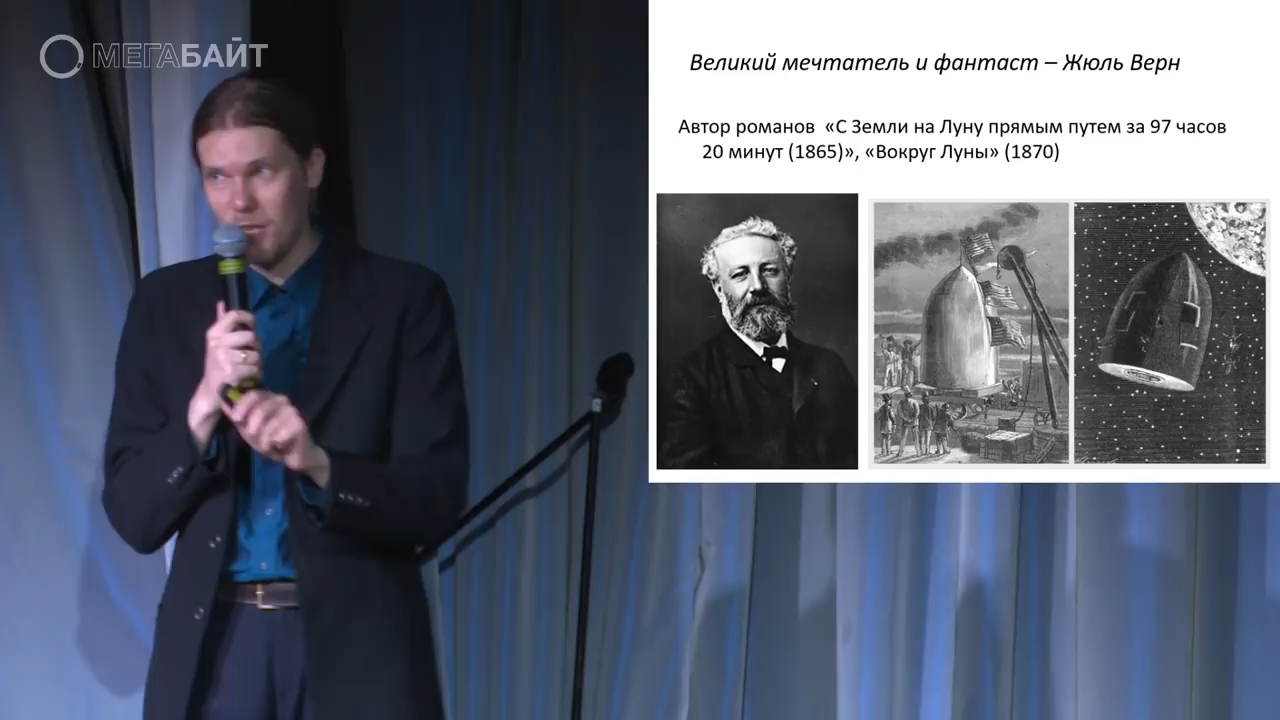 МЕГАБАЙТ
Великий мечтатель и фантаст – Жюль Верн
Автор романов «С Земли на Луну прямым путем за 97 часов
20 минут (1865)», «Вокруг Луны» (1870)